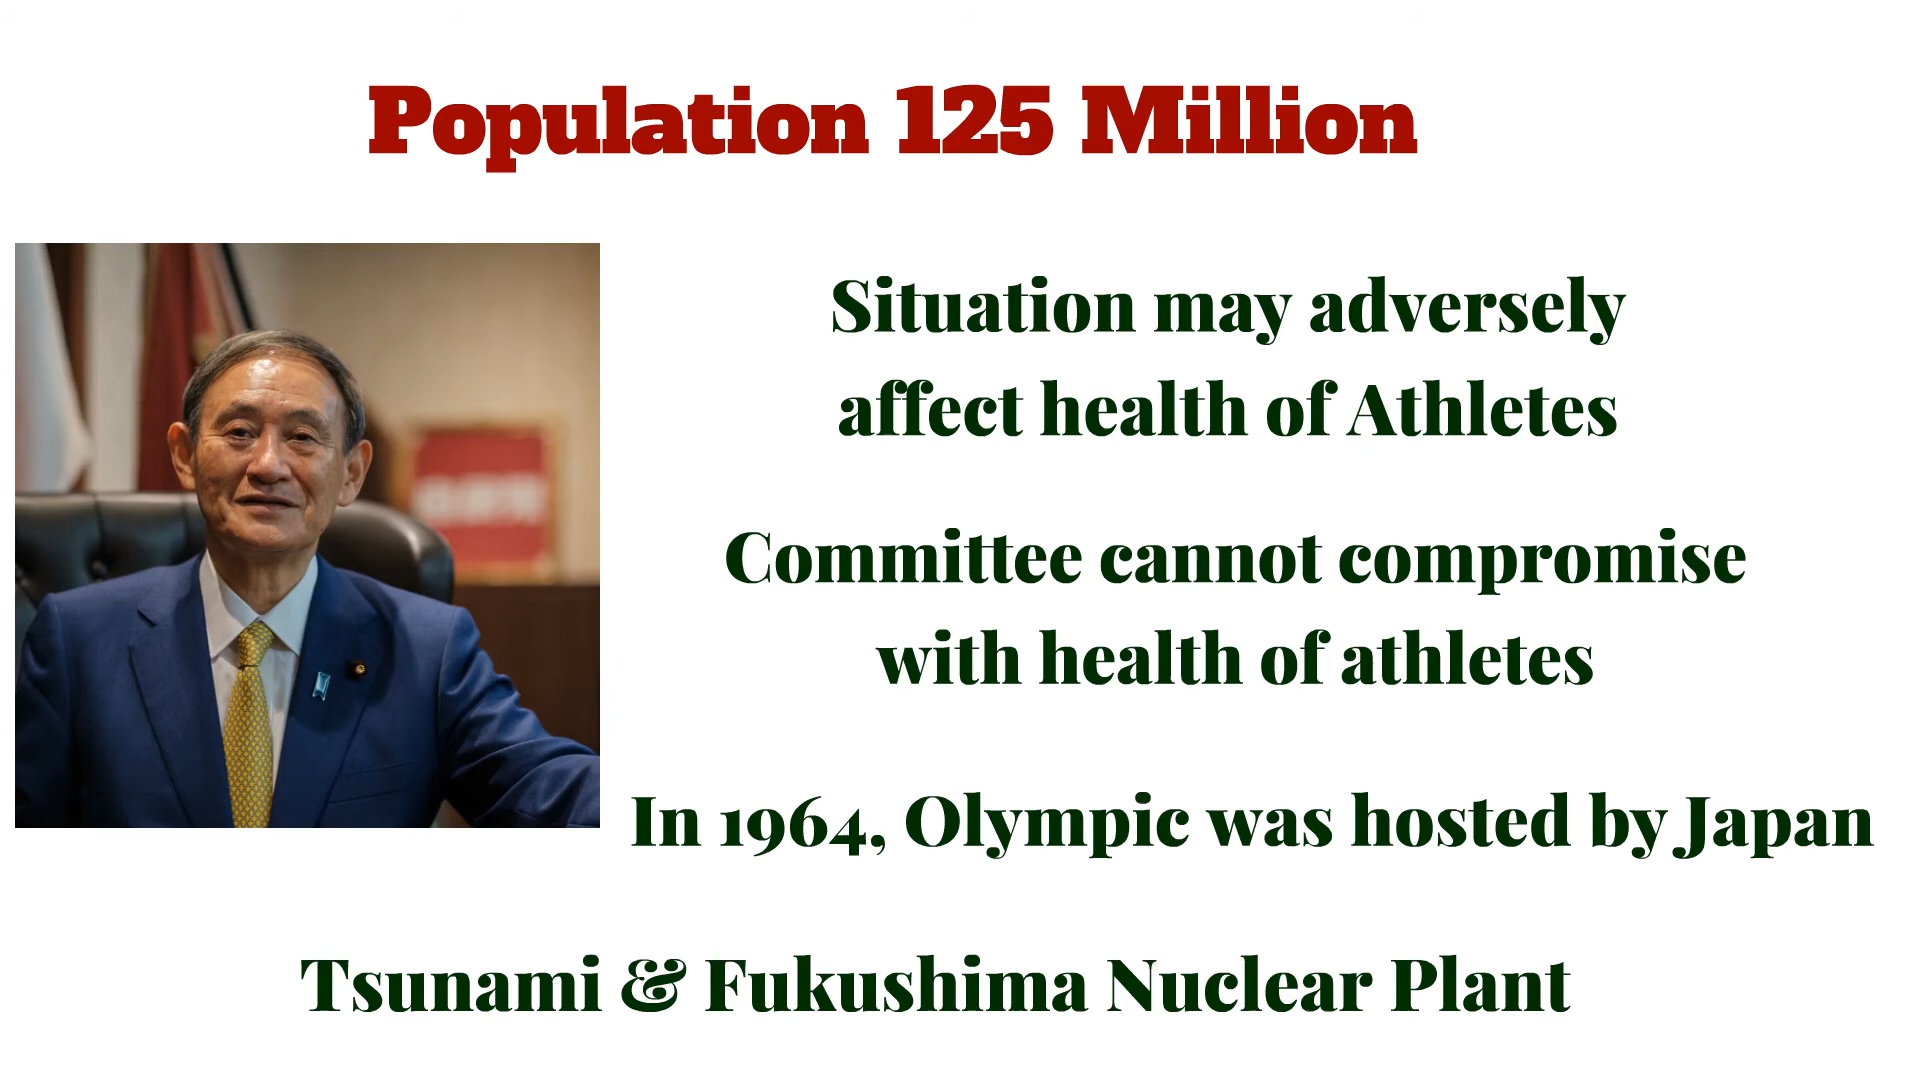 Population 125 Million
Situation may adversely
affect health of Athletes
Committee cannot compromise
with health of athletes
In 1964, Olympic was hosted by Japan
Tsunami & Fukushima Nuclear Plant